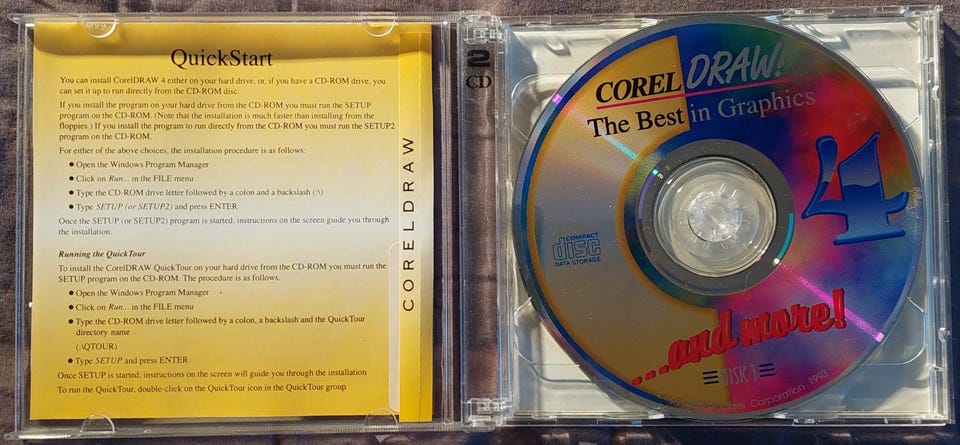 QuickStart
You can install CorelDRAW 4 either on your hard drive, or, if you have a CD-ROM drive, you
can set it up to run directly from the CD-ROM disc.
If you install the program on your hard drive from the CD-ROM you must run the SETUP
program on the CD-ROM. (Note that the installation is much faster than installing from the
floppies.) If you install the program to run directly from the CD-ROM you must run the SETUP2
program on the CD-ROM.
For either of the above choices, the installation procedure is as follows:
● Open the Windows Program Manager
● Click on Run... in the FILE menu
● Type the CD-ROM drive letter followed by a colon and a backslash (:\)
● Type SETUP (or SETUP2) and press ENTER
Once the SETUP (or SETUP2) program is started, instructions on the screen guide you through
the installation.
Running the QuickTour
To install the CorelDRAW QuickTour on your hard drive from the CD-ROM you must run the
SETUP program on the CD-ROM. The procedure is as follows.
● Open the Windows Program Manager
● Click on Run... in the FILE menu
● Type the CD-ROM drive letter followed by a colon, a backslash and the QuickTour
directory name
(:\QTOUR)
● Type SETUP and press ENTER
Once SETUP is started, instructions on the screen will guide you through the installation
To run the QuickTour, double-click on the QuickTour icon in the QuickTour group.
CORELDRAW
2
CD
COREL DRAW!
The Best in Graphics
4
COMPACT
disc
DATA STORAGE
...and more!
DISK 1
Corel Corporation 1993